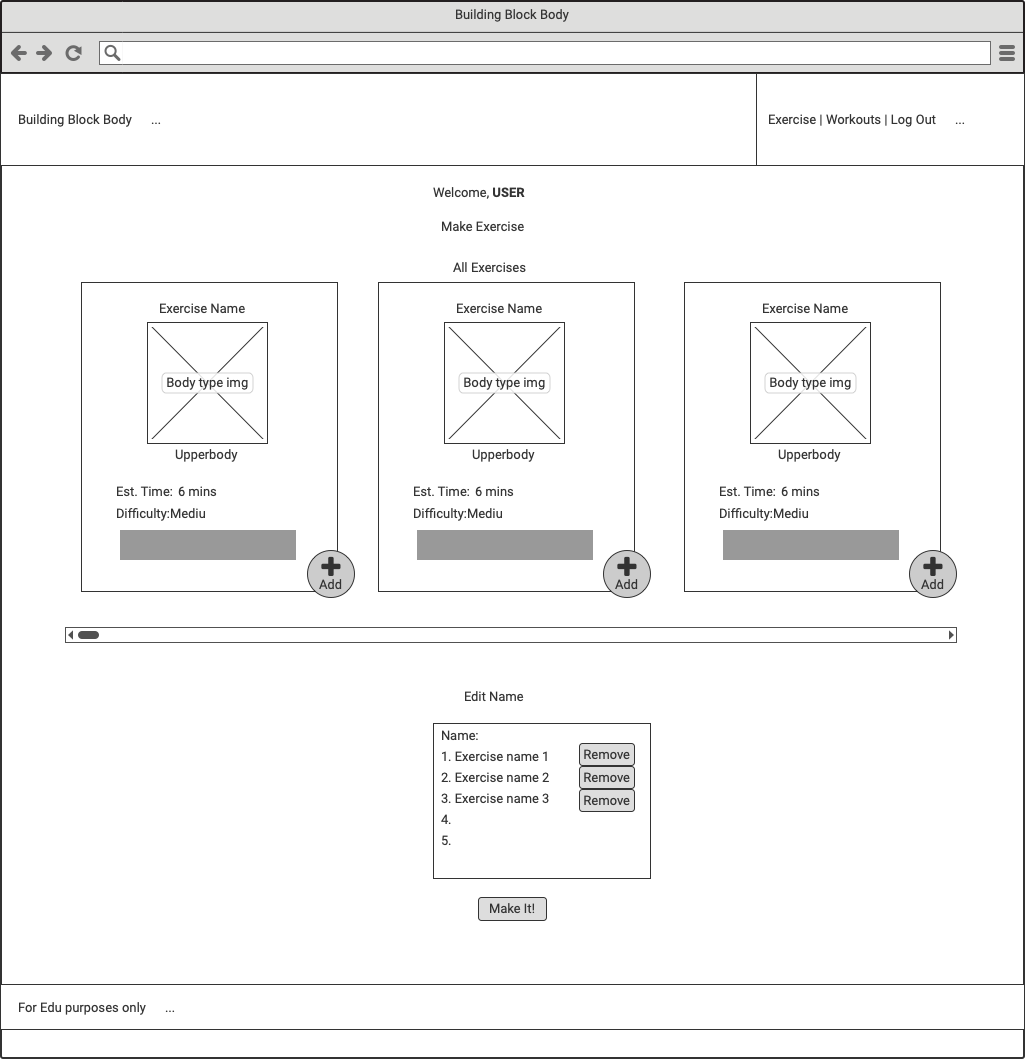 Building Block Body
Building Block Body ...
Exercise | Workouts | Log Out ...
Welcome, USER
Make Exercise
All Exercises
Exercise Name
Body type img
Upperbody
Est. Time: 6 mins
Difficulty:Mediu
Add
Exercise Name
Body type img
Upperbody
Est. Time: 6 mins
Difficulty:Mediu
Add
Exercise Name
Body type img
Upperbody
Est. Time: 6 mins
Difficulty:Mediu
Add
Edit Name
Name:
1. Exercise name 1 Remove
2. Exercise name 2 Remove
3. Exercise name 3 Remove
4.
5.
Make It!
For Edu purposes only ...